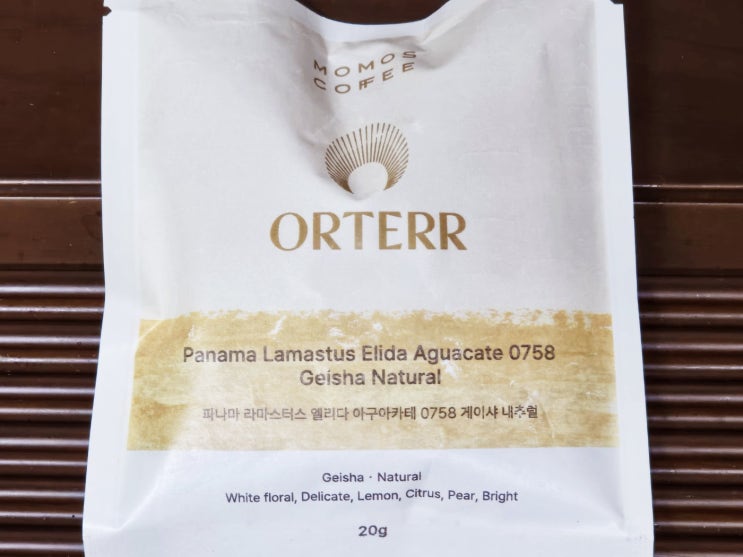 MOMOS
COFFEE
ORTERR
Panama Lamastus Elida Aguacate 0758
Geisha Natural
파나마 라마스터스 엘리다 아구아카테 0758 게이샤 내추럴
Geisha · Natural
White floral, Delicate, Lemon, Citrus, Pear, Bright
20g